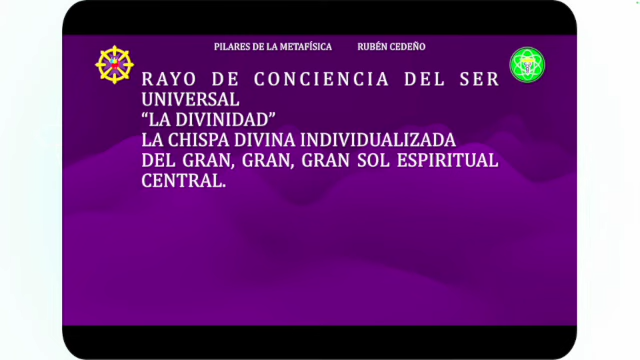 PILARES DE LA METAFÍSICA RUBÉN CEDEÑO
RAYO DE CONCIENCIA DEL SER
UNIVERSAL
“LA DIVINIDAD”
LA CHISPA DIVINA INDIVIDUALIZADA
DEL GRAN, GRAN, GRAN SOL ESPIRITUAL
CENTRAL.